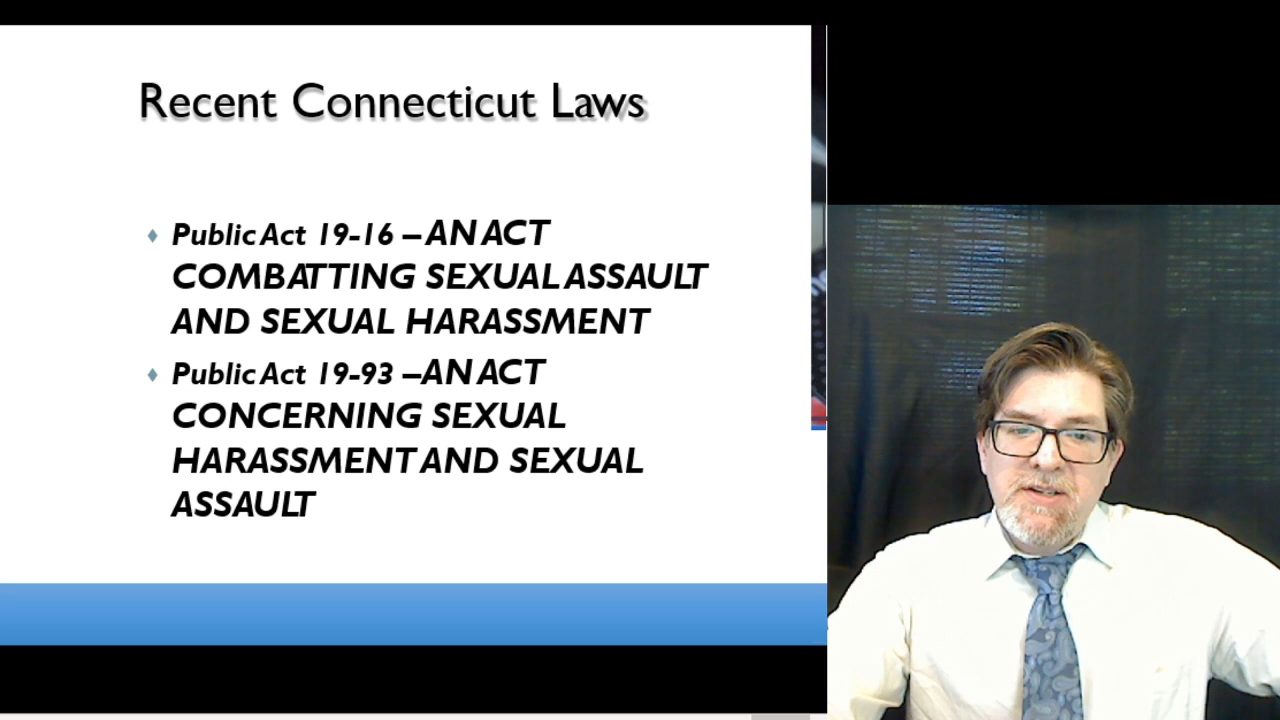 Recent Connecticut Laws
Public Act 19-16 – AN ACT
COMBATTING SEXUAL ASSAULT
AND SEXUAL HARASSMENT
Public Act 19-93 –AN ACT
CONCERNING SEXUAL
HARASSMENT AND SEXUAL
ASSAULT